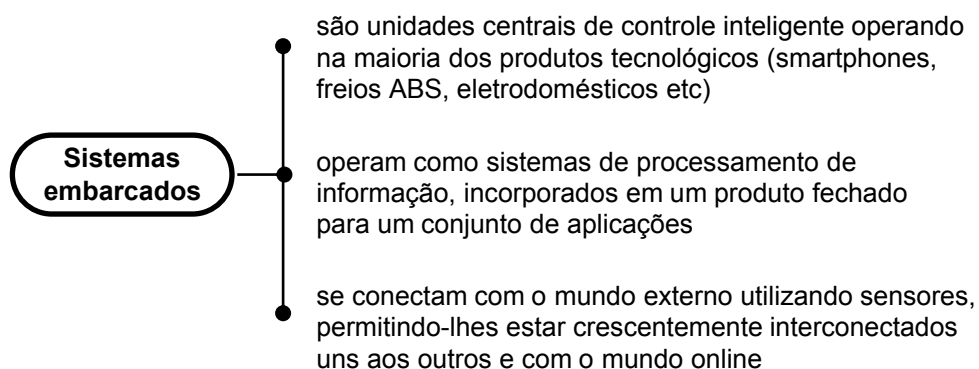 são unidades centrais de controle inteligente operando
na maioria dos produtos tecnológicos (smartphones,
freios ABS, eletrodomésticos etc)
Sistemas
embarcados
operam como sistemas de processamento de
informação, incorporados em um produto fechado
para um conjunto de aplicações
se conectam com o mundo externo utilizando sensores,
permitindo-lhes estar crescentemente interconectados
uns aos outros e com o mundo online